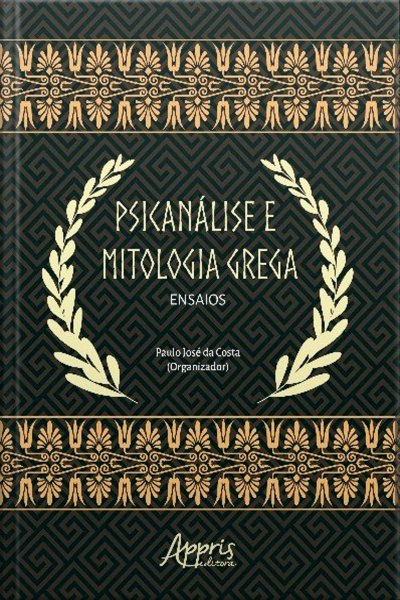 PSICANÁLISE E
MITOLOGIA GREGA
ENSAIOS
Paulo José da Costa
(Organizador)
Appris
editora